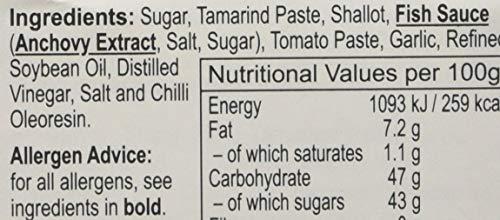 Ingredients: Sugar, Tamarind Paste, Shallot, Fish Sauce
(Anchovy Extract, Salt, Sugar), Tomato Paste, Garlic, Refined
Soybean Oil, Distilled
Vinegar, Salt and Chilli
Oleoresin.
Allergen Advice:
for all allergens, see
ingredients in bold.
Nutritional Values per 100g
Energy 1093 kJ / 259 kca
Fat 7.2 g
– of which saturates 1.1 g
Carbohydrate 47 g
– of which sugars 43 g